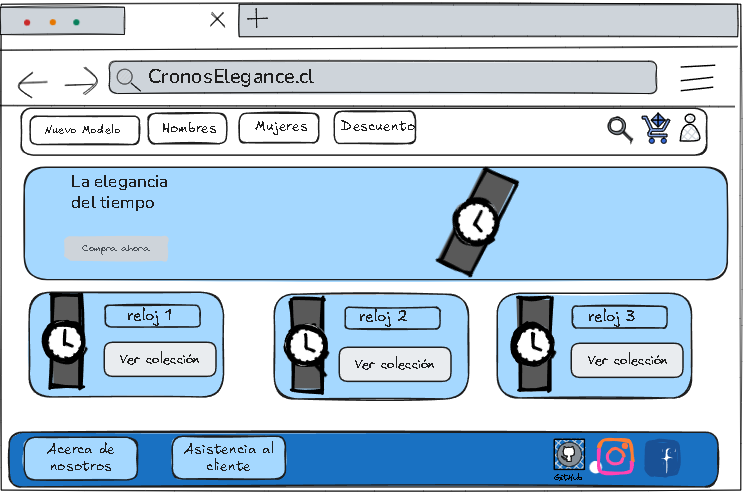 CronosElegance.cl
Nuevo Modelo
Hombres
Mujeres
Descuento
La elegancia
del tiempo
Compra ahora
reloj 1
Ver colección
reloj 2
Ver colección
reloj 3
Ver colección
Acerca de
nosotros
Asistencia al
cliente
GitHub